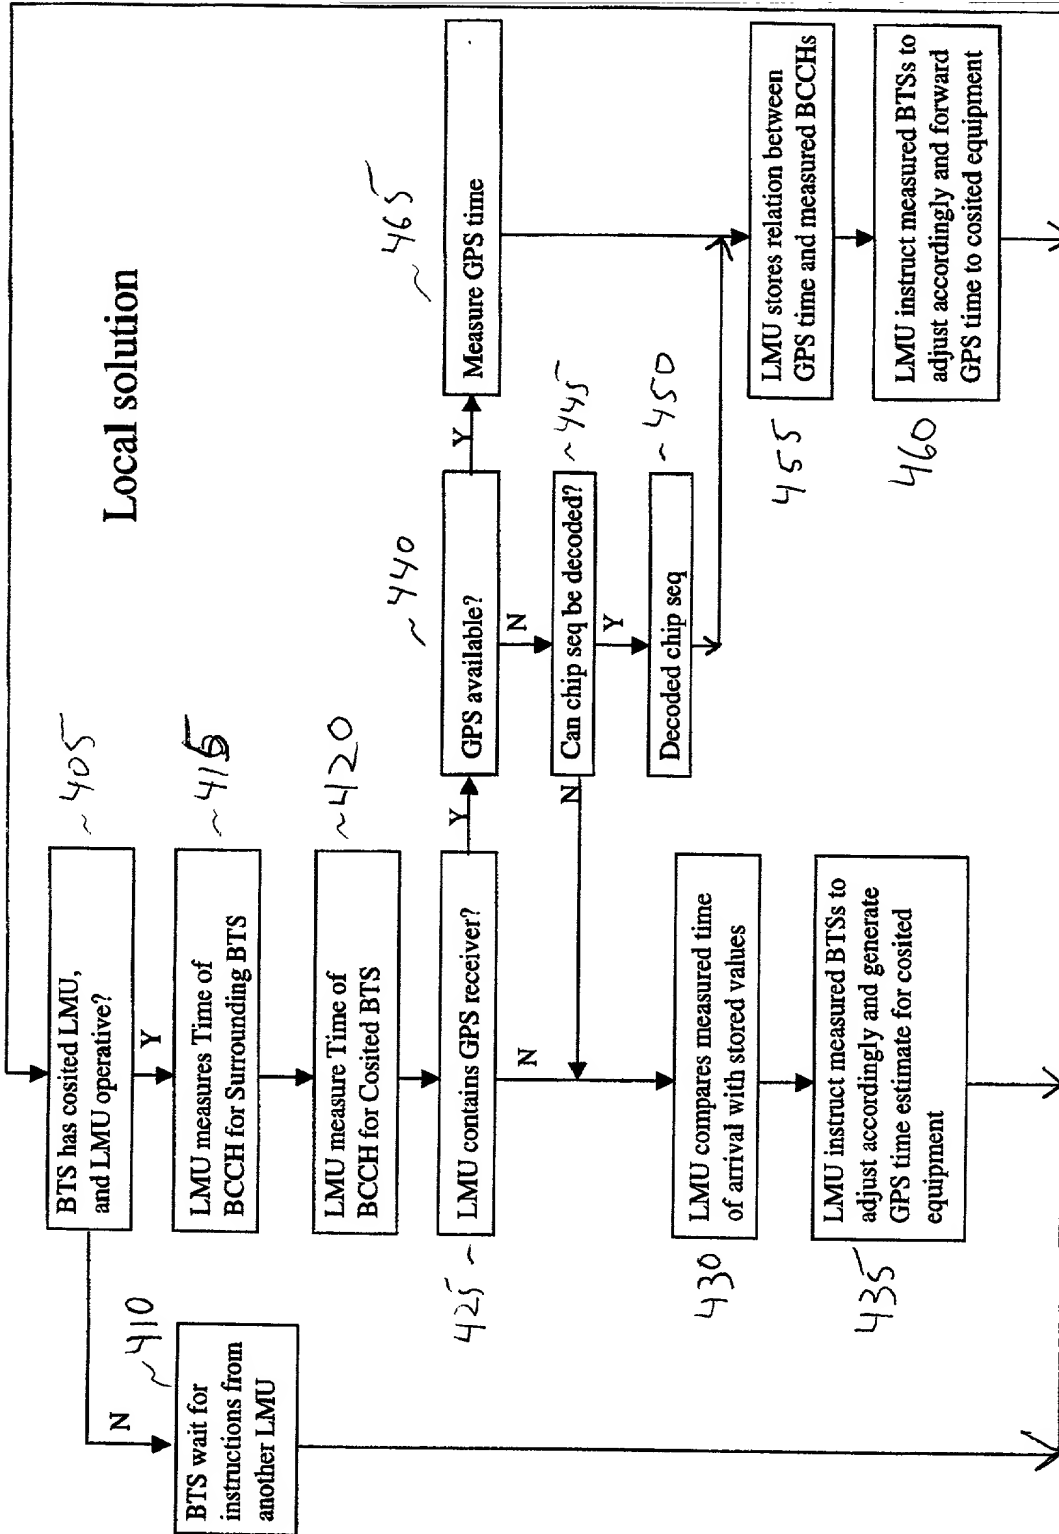 Local solution
BTS has cosited LMU,
and LMU operative?
~405
N
Y
~410
BTS wait for
instructions from
another LMU
LMU measures Time of
BCCH for Surrounding BTS
~415
LMU measure Time of
BCCH for Cosited BTS
~420
425~
LMU contains GPS receiver?
Y
N
~440
GPS available?
Y
N
~465
Measure GPS time
Can chip seq be decoded?
~445
N
Y
Decoded chip seq
~450
430
LMU compares measured time
of arrival with stored values
435
LMU instruct measured BTSs to
adjust accordingly and generate
GPS time estimate for cosited
equipment
455
LMU stores relation between
GPS time and measured BCCHs
460
LMU instruct measured BTSs to
adjust accordingly and forward
GPS time to cosited equipment